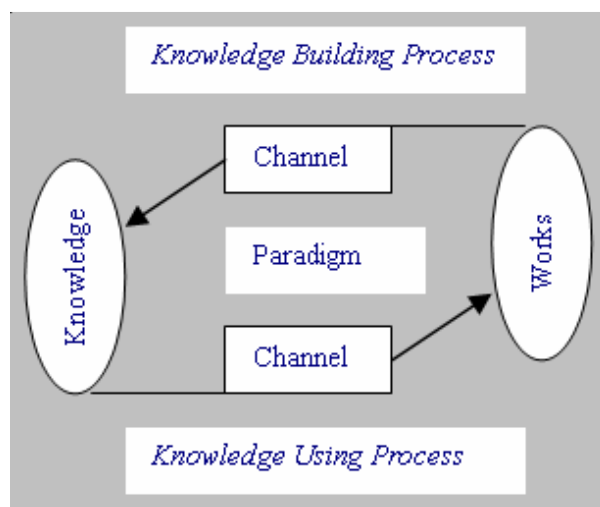 Knowledge Building Process
Channel
Knowledge
Paradigm
Works
Channel
Knowledge Using Process